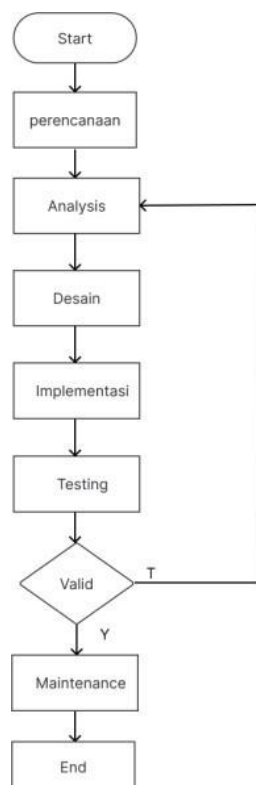 Start
perencanaan
Analysis
Desain
Implementasi
Testing
Valid
T
Y
Maintenance
End